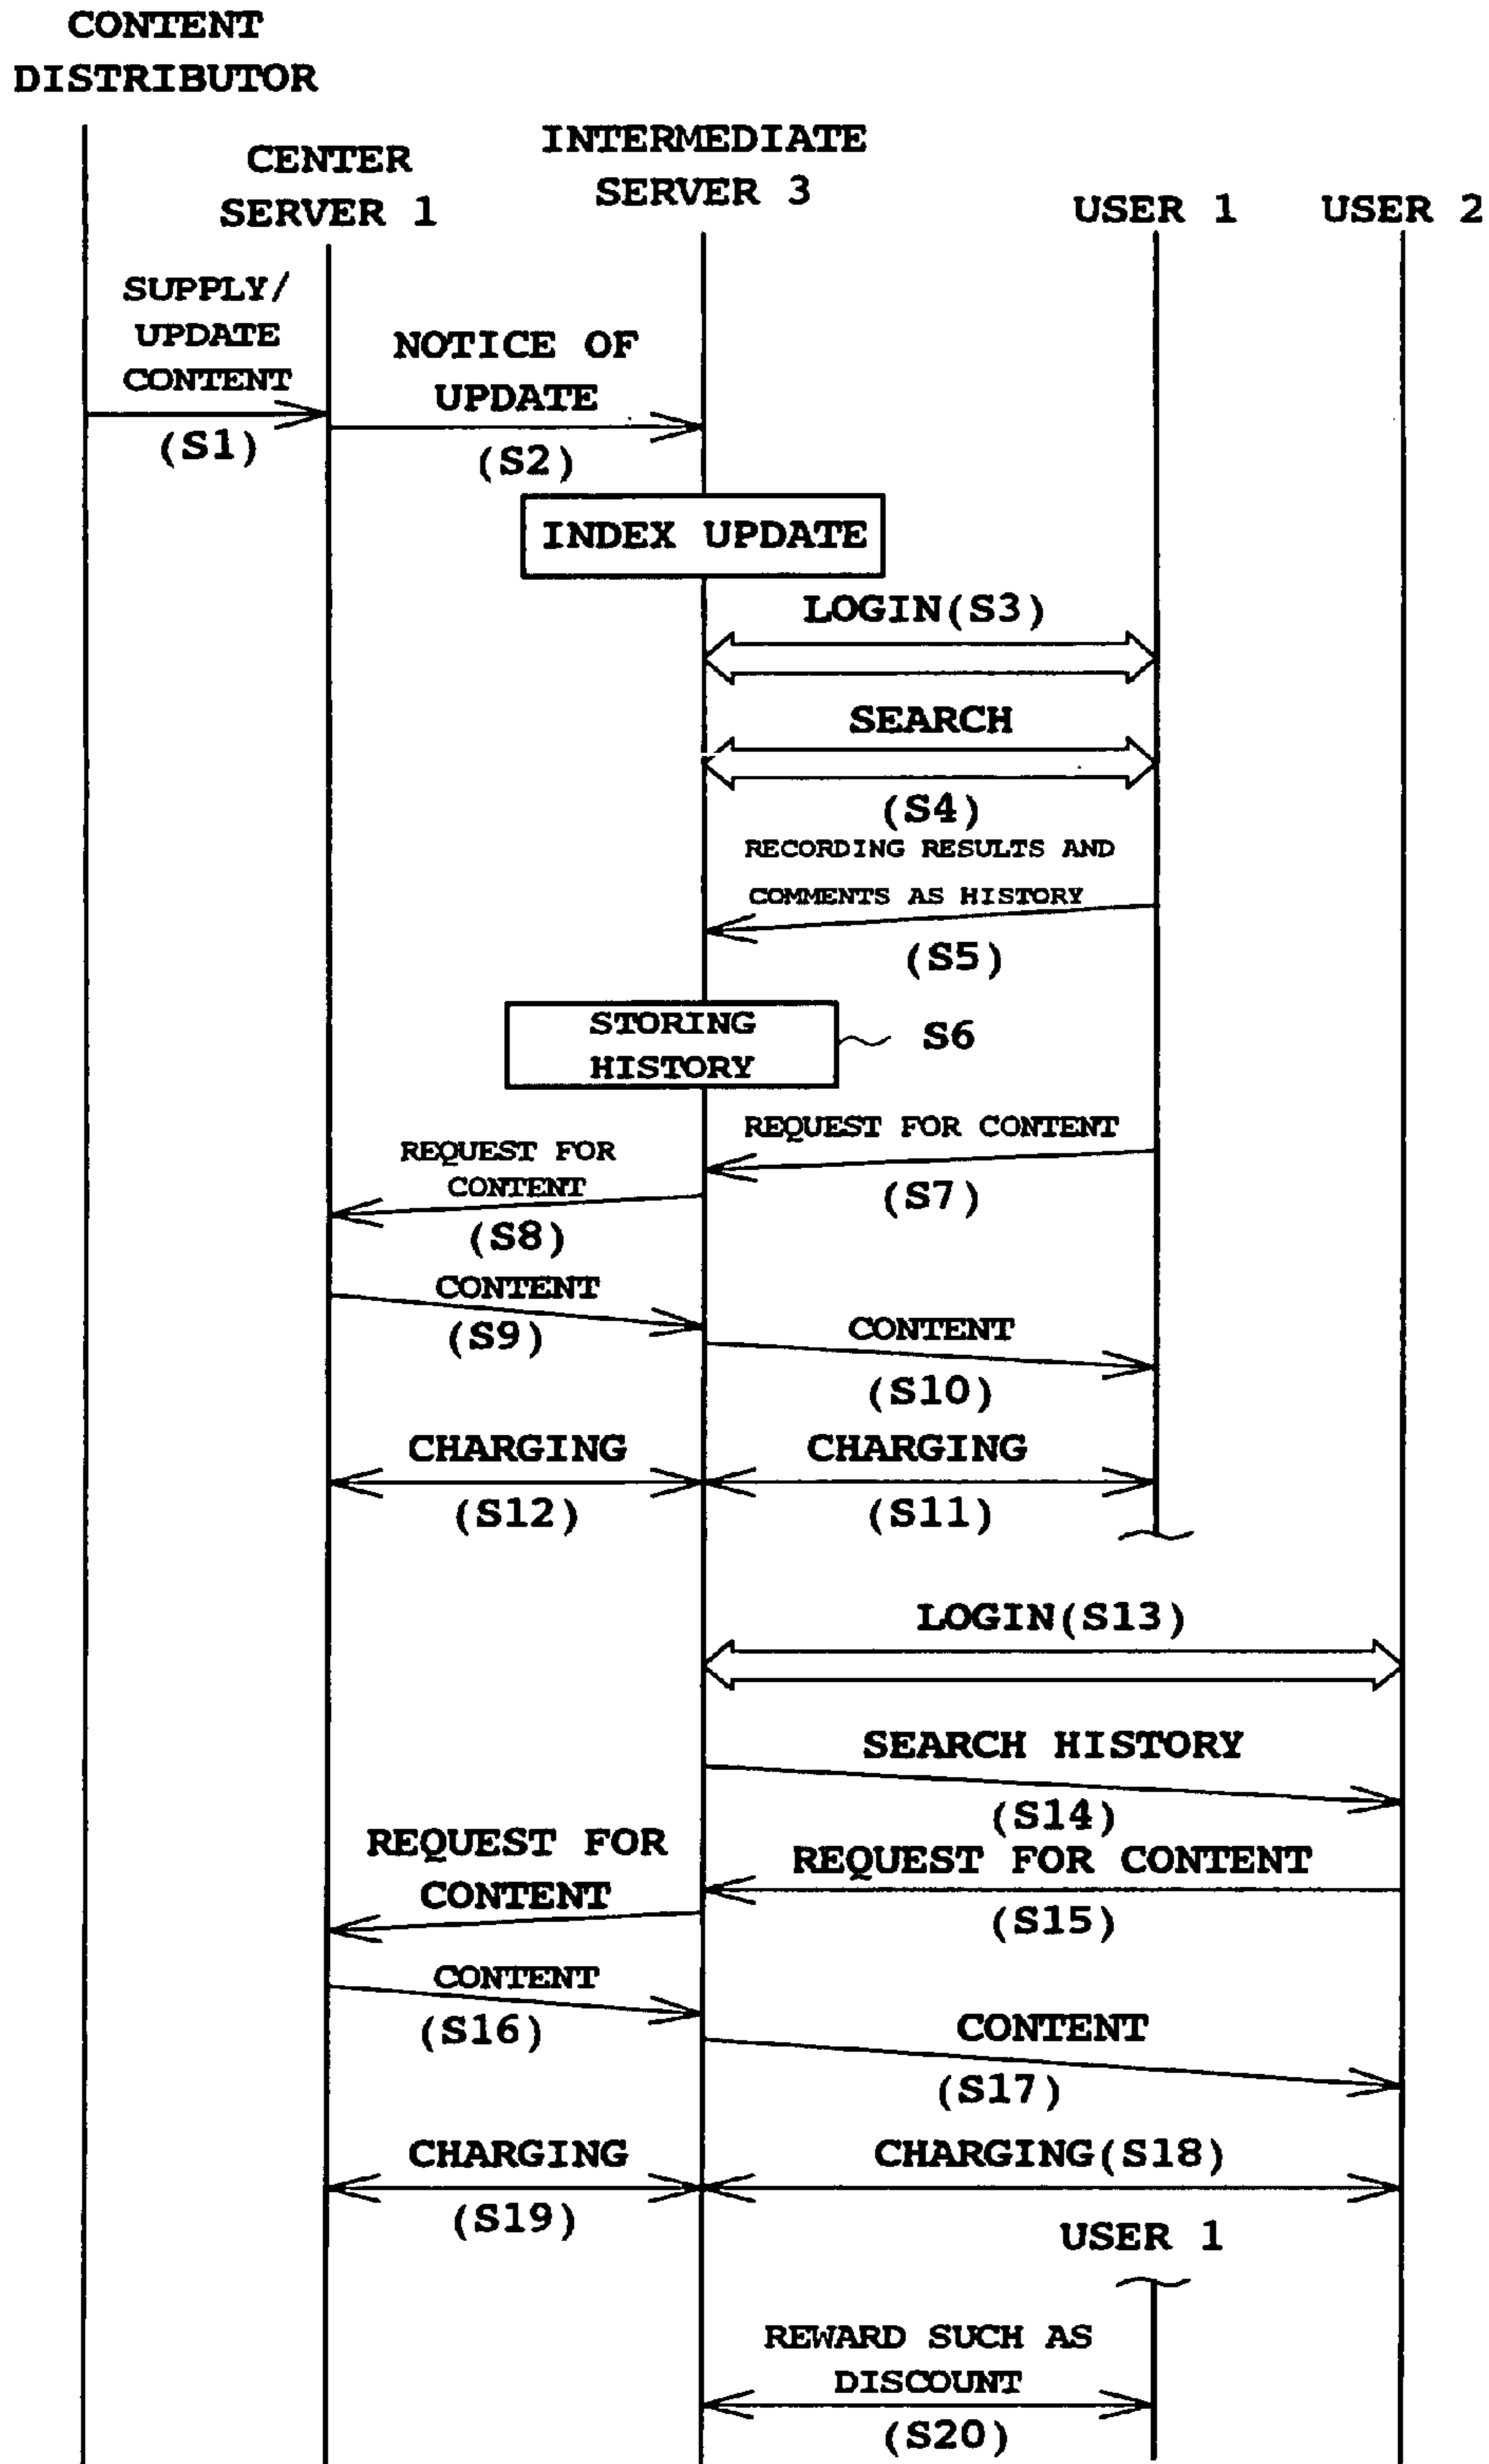 CONTENT
DISTRIBUTOR
CENTER
SERVER 1
INTERMEDIATE
SERVER 3
USER 1
USER 2
SUPPLY/
UPDATE
CONTENT
(S1)
NOTICE OF
UPDATE
(S2)
INDEX UPDATE
LOGIN(S3)
SEARCH
(S4)
RECORDING RESULTS AND
COMMENTS AS HISTORY
(S5)
STORING
HISTORY
S6
REQUEST FOR CONTENT
(S7)
REQUEST FOR
CONTENT
(S8)
CONTENT
(S9)
CONTENT
(S10)
CHARGING
(S12)
CHARGING
(S11)
LOGIN(S13)
SEARCH HISTORY
(S14)
REQUEST FOR
CONTENT
REQUEST FOR CONTENT
(S15)
CONTENT
(S16)
CONTENT
(S17)
CHARGING
(S19)
CHARGING(S18)
USER 1
REWARD SUCH AS
DISCOUNT
(S20)